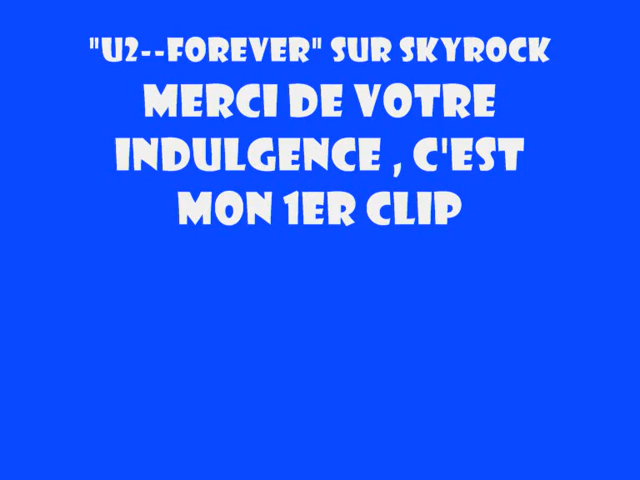 "U2--FOREVER" SUR SKYROCK
MERCI DE VOTRE
INDULGENCE , C'EST
MON 1ER CLIP